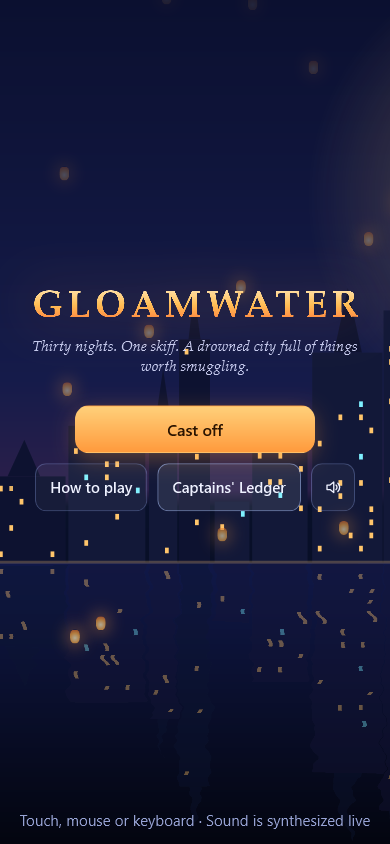 GLOAMWATER
Thirty nights. One skiff. A drowned city full of things
worth smuggling.
Cast off
How to play
Captains' Ledger
Touch, mouse or keyboard · Sound is synthesized live